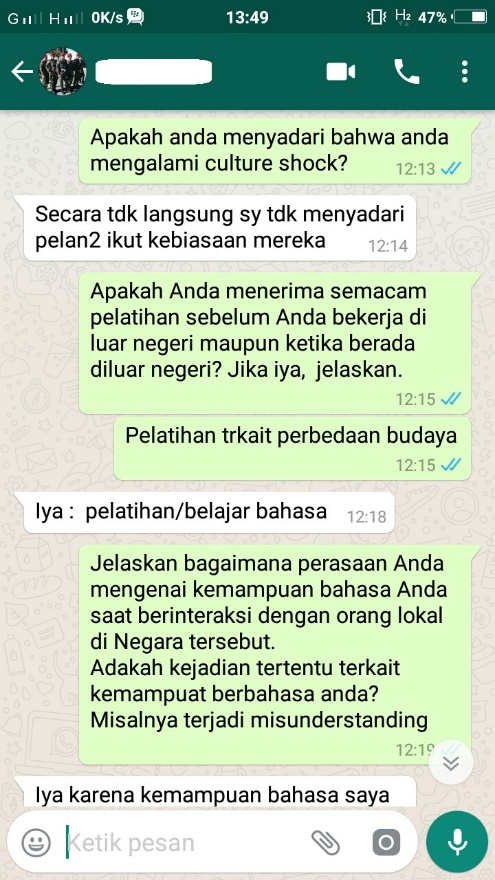 G H 0K/s 13:49 H₂ 47%
Apakah anda menyadari bahwa anda
mengalami culture shock? 12:13
Secara tdk langsung sy tdk menyadari
pelan2 ikut kebiasaan mereka 12:14
Apakah Anda menerima semacam
pelatihan sebelum Anda bekerja di
luar negeri maupun ketika berada
diluar negeri? Jika iya,  jelaskan.
12:15
Pelatihan trkait perbedaan budaya
12:15
Iya :  pelatihan/belajar bahasa 12:18
Jelaskan bagaimana perasaan Anda
mengenai kemampuan bahasa Anda
saat berinteraksi dengan orang lokal
di Negara tersebut.
Adakah kejadian tertentu terkait
kemampuat berbahasa anda?
Misalnya terjadi misunderstanding
12:19
Iya karena kemampuan bahasa saya
Ketik pesan